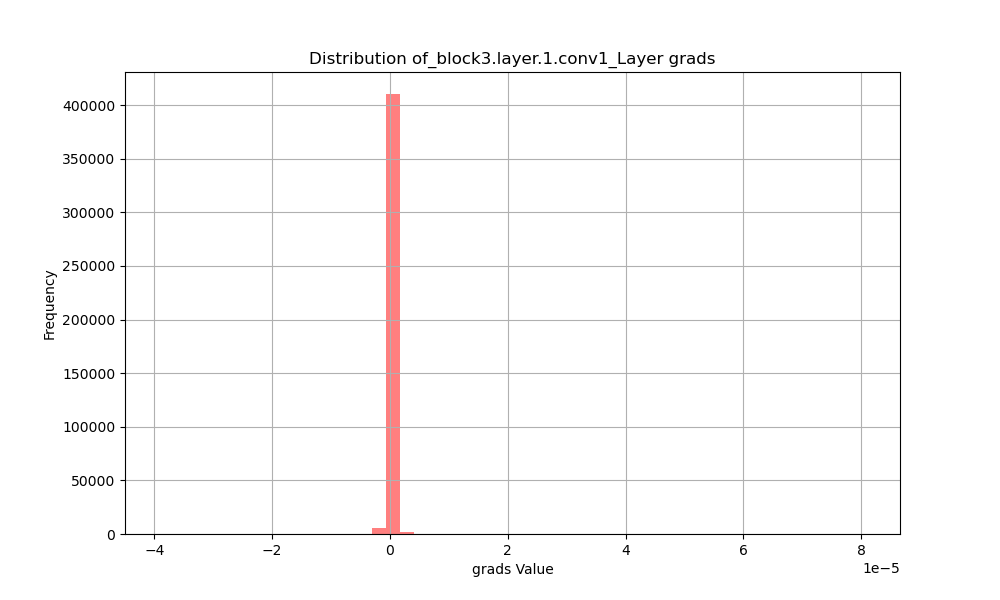 Distribution of_block3.layer.1.conv1_Layer grads
Frequency
400000
350000
300000
250000
200000
150000
100000
50000
0
−4 −2 0 2 4 6 8
1e−5
grads Value